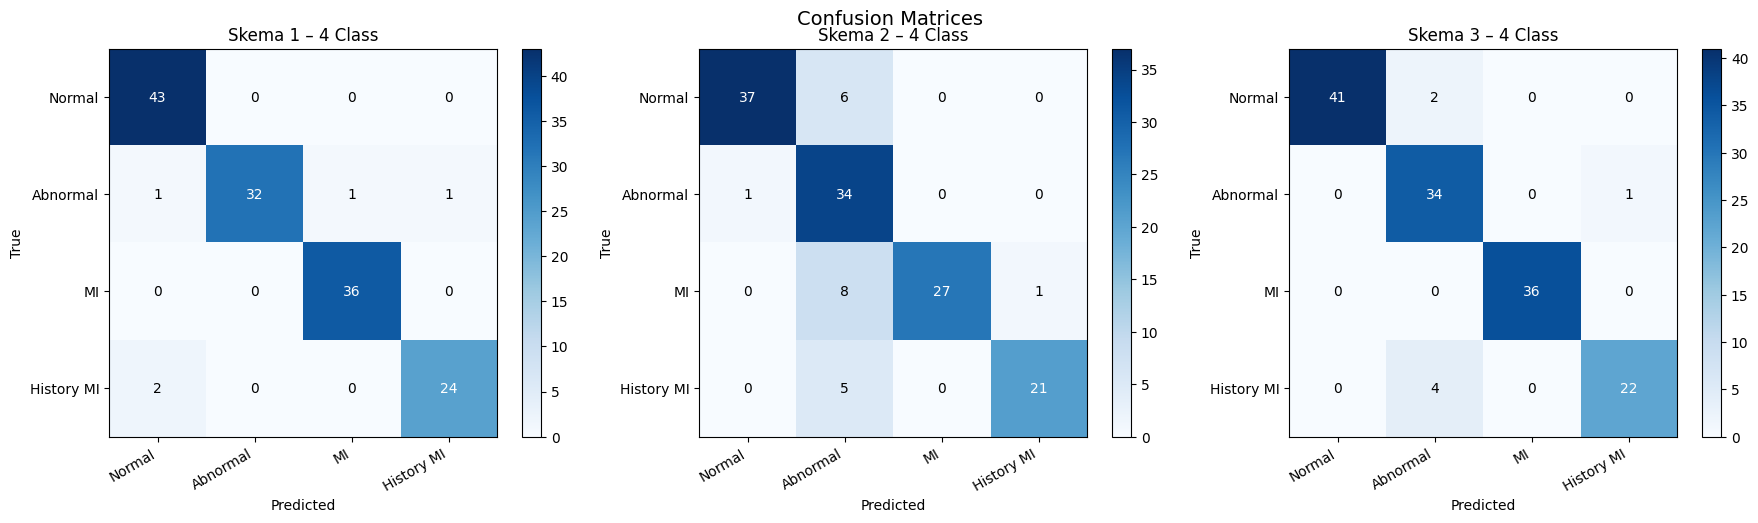 Confusion Matrices
Skema 1 – 4 Class
Normal 43 0 0 0
Abnormal 1 32 1 1
MI 0 0 36 0
History MI 2 0 0 24
True
Normal Abnormal MI History MI
Predicted
40
35
30
25
20
15
10
5
0
Skema 2 – 4 Class
Normal 37 6 0 0
Abnormal 1 34 0 0
MI 0 8 27 1
History MI 0 5 0 21
True
Normal Abnormal MI History MI
Predicted
35
30
25
20
15
10
5
0
Skema 3 – 4 Class
Normal 41 2 0 0
Abnormal 0 34 0 1
MI 0 0 36 0
History MI 0 4 0 22
True
Normal Abnormal MI History MI
Predicted
40
35
30
25
20
15
10
5
0